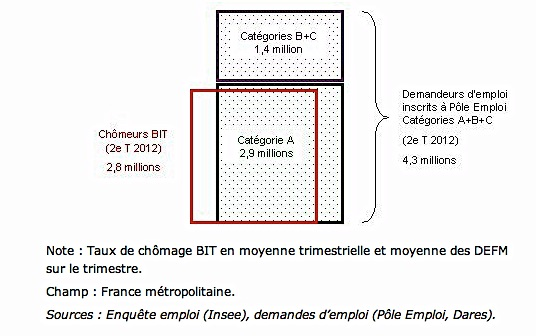 Catégories B+C
1,4 million
Demandeurs d'emploi
inscrits à Pôle Emploi
Catégories A+B+C
(2e T 2012)
4,3 millions
Chômeurs BIT
(2e T 2012)
2,8 millions
Catégorie A
2,9 millions
Note : Taux de chômage BIT en moyenne trimestrielle et moyenne des DEFM
sur le trimestre.
Champ : France métropolitaine.
Sources : Enquête emploi (Insee), demandes d'emploi (Pôle Emploi, Dares).